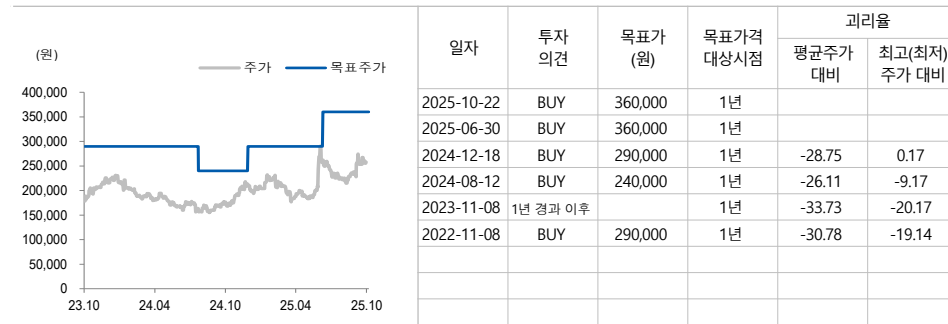 (원)
주가 목표주가
400,000
350,000
300,000
250,000
200,000
150,000
100,000
50,000
0
23.10 24.04 24.10 25.04 25.10
일자 투자 의견 목표가 (원) 목표가격 대상시점 괴리율
평균주가 대비 최고(최저) 주가 대비
2025-10-22 BUY 360,000 1년
2025-06-30 BUY 360,000 1년
2024-12-18 BUY 290,000 1년 -28.75 0.17
2024-08-12 BUY 240,000 1년 -26.11 -9.17
2023-11-08 1년 경과 이후 1년 -33.73 -20.17
2022-11-08 BUY 290,000 1년 -30.78 -19.14